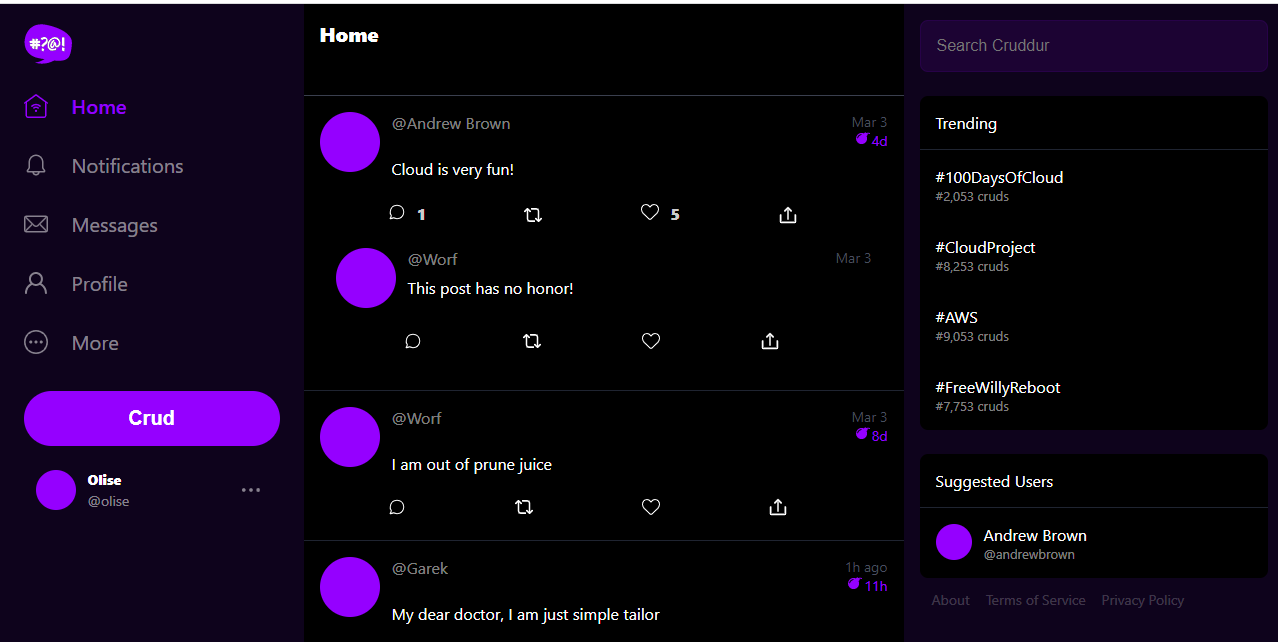 #?@!
Home
Notifications
Messages
Profile
More
Crud
Olise
@olise
Home
@Andrew Brown
Mar 3
4d
Cloud is very fun!
1
5
@Worf
Mar 3
This post has no honor!
@Worf
Mar 3
8d
I am out of prune juice
@Garek
1h ago
11h
My dear doctor, I am just simple tailor
Search Cruddur
Trending
#100DaysOfCloud
#2,053 cruds
#CloudProject
#8,253 cruds
#AWS
#9,053 cruds
#FreeWillyReboot
#7,753 cruds
Suggested Users
Andrew Brown
@andrewbrown
About Terms of Service Privacy Policy